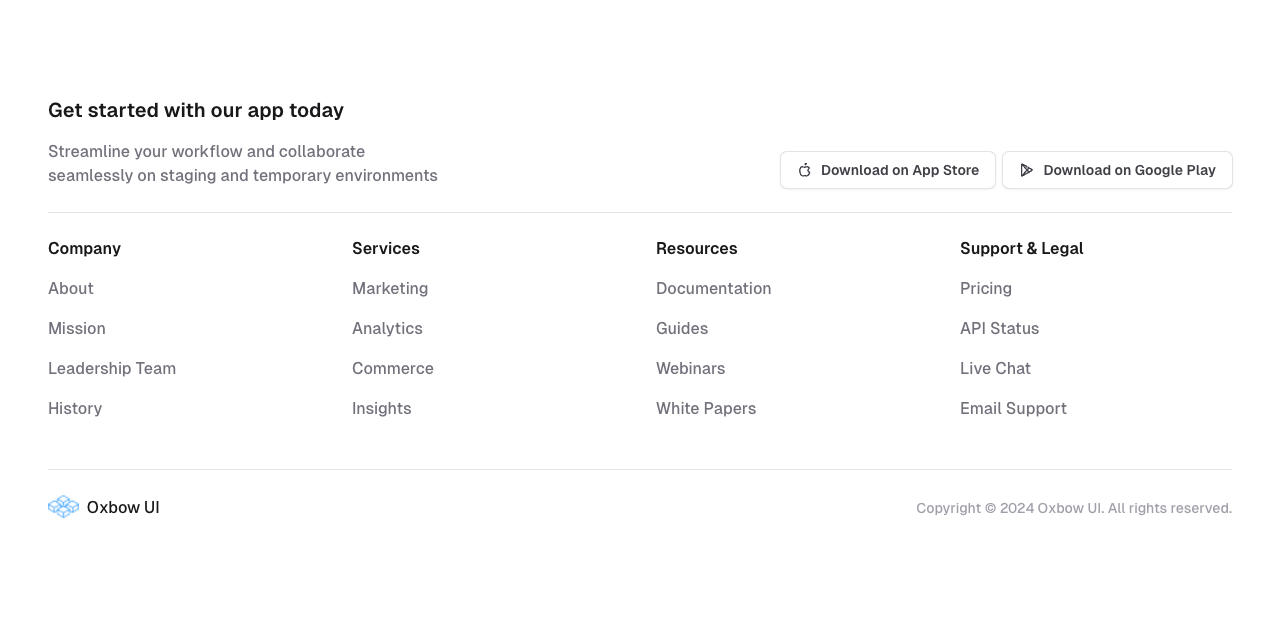 Get started with our app today
Streamline your workflow and collaborate
seamlessly on staging and temporary environments
Download on App Store
Download on Google Play
Company
About
Mission
Leadership Team
History
Services
Marketing
Analytics
Commerce
Insights
Resources
Documentation
Guides
Webinars
White Papers
Support & Legal
Pricing
API Status
Live Chat
Email Support
Oxbow UI
Copyright © 2024 Oxbow UI. All rights reserved.